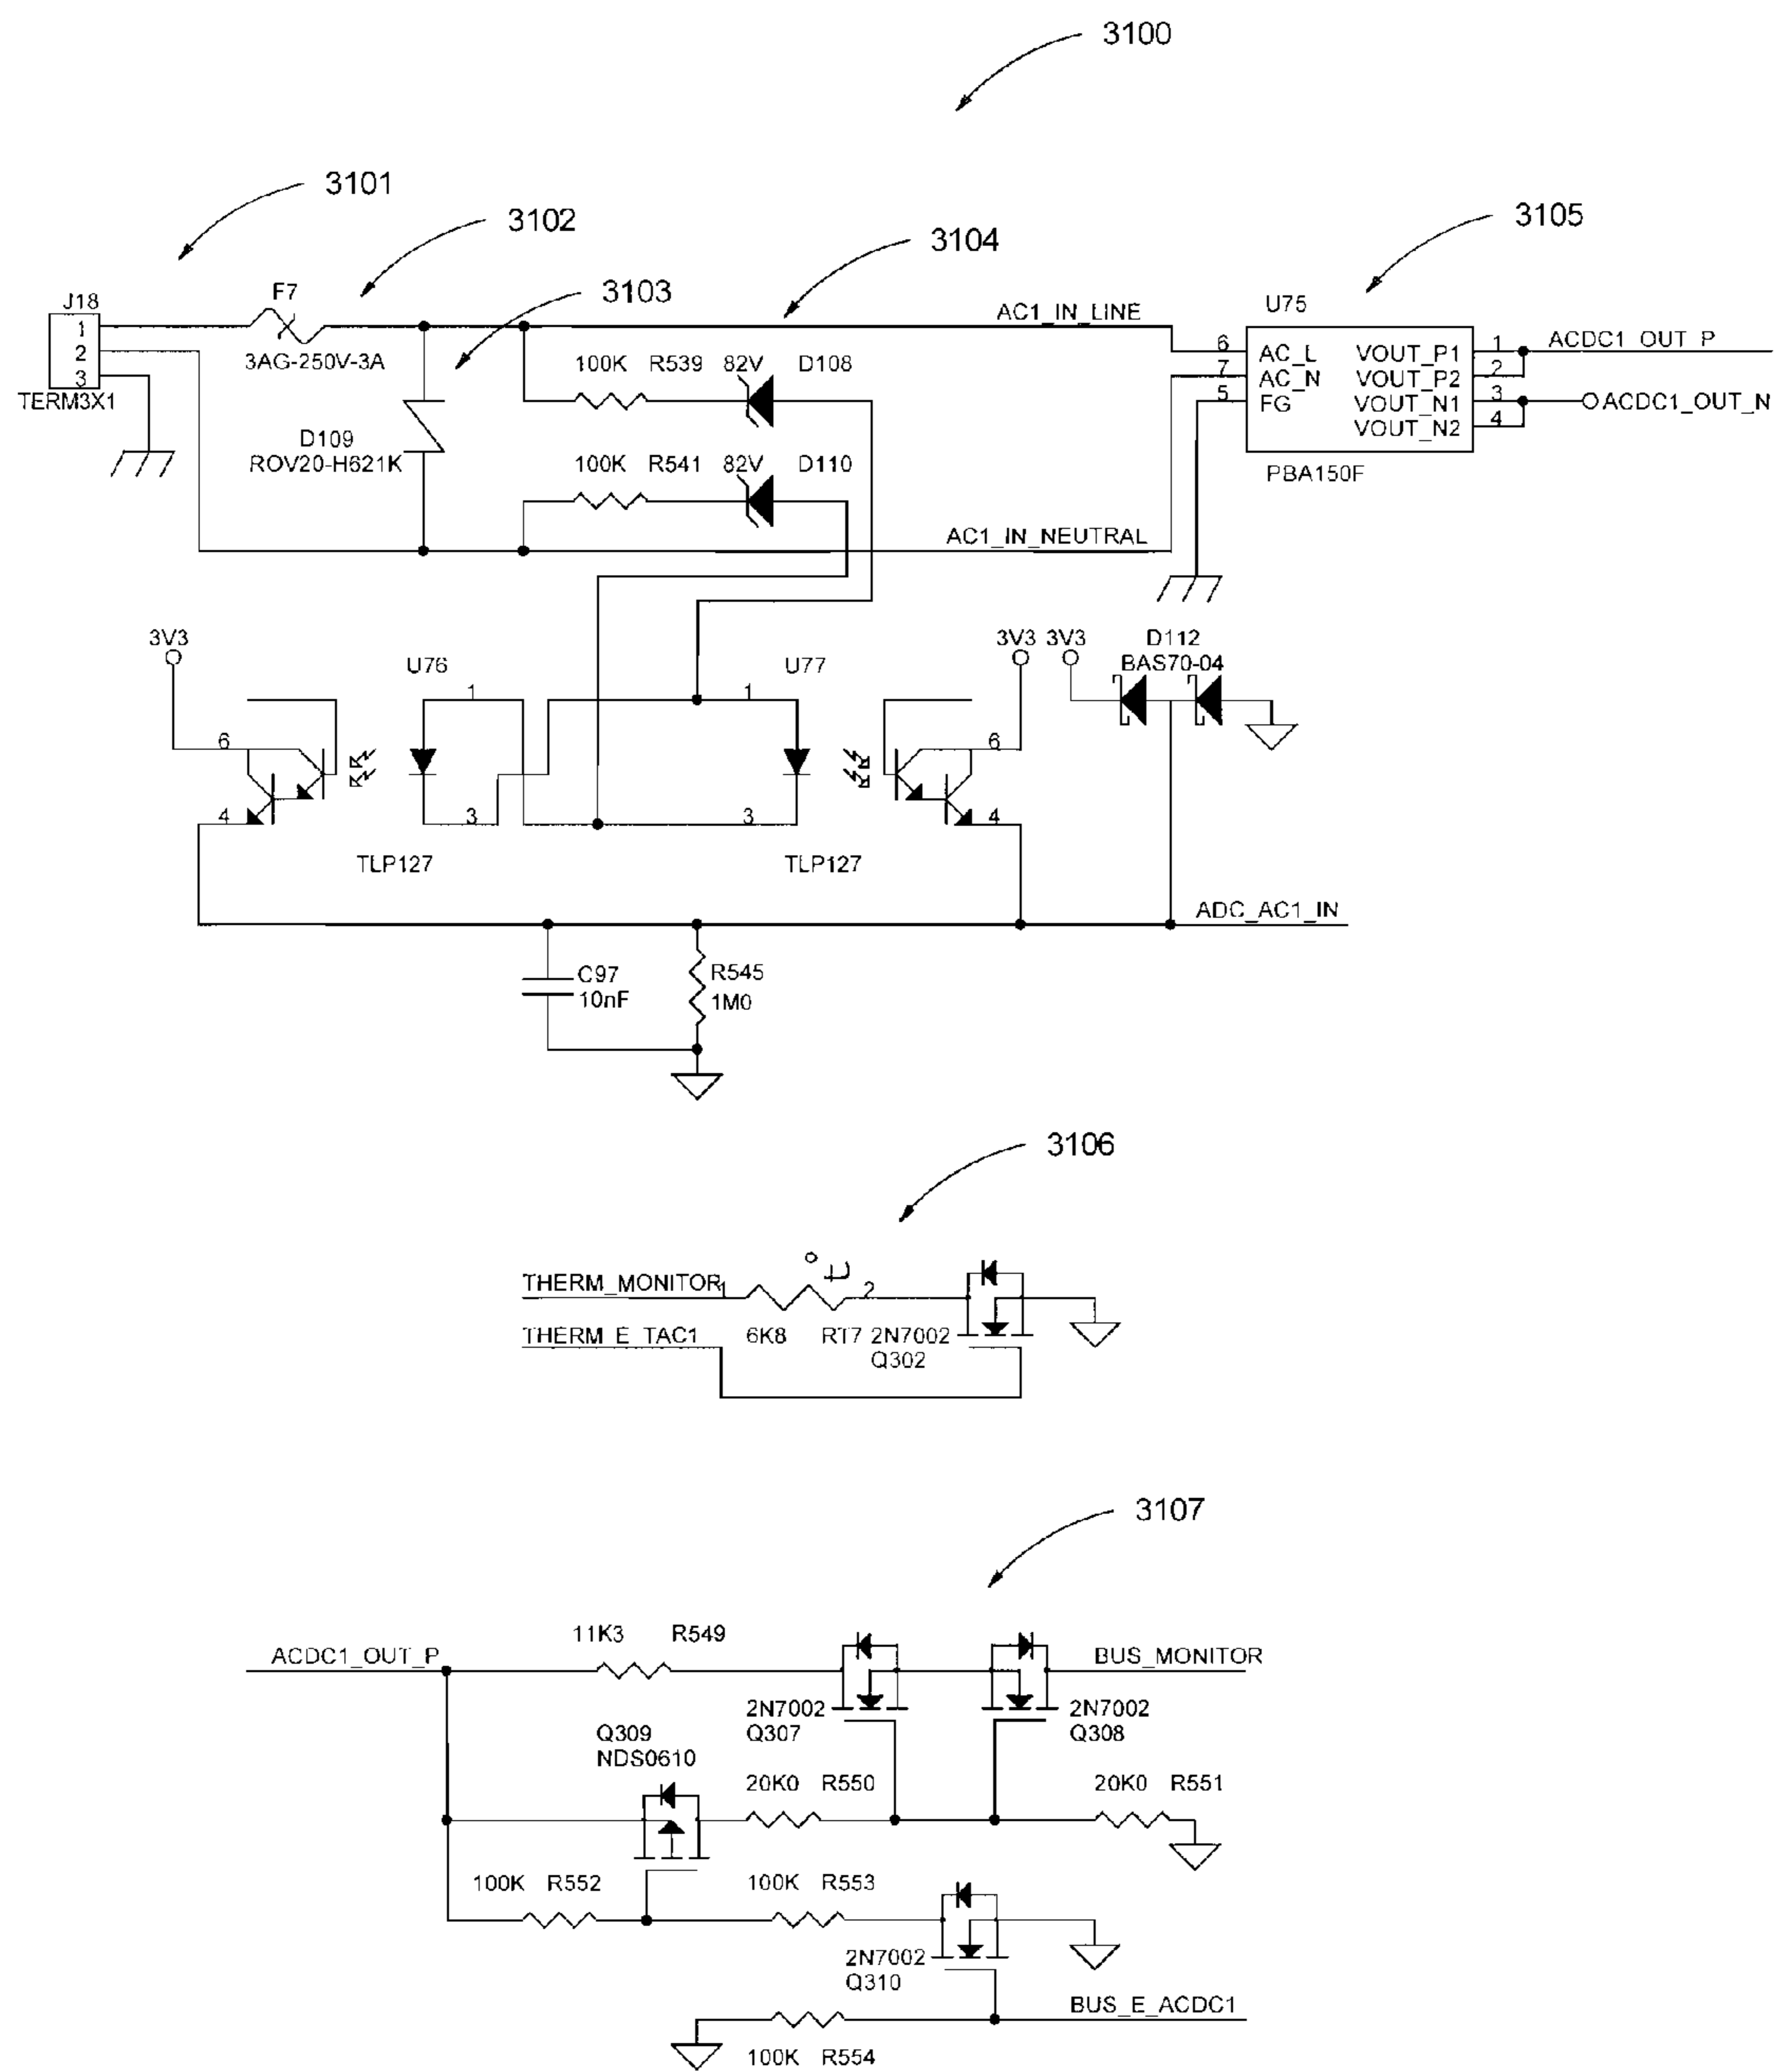 3100
3101
3102
3103
3104
3105
J18
1
2
3
TERM3X1
F7
3AG-250V-3A
D109
ROV20-H621K
100K R539 82V D108
100K R541 82V D110
AC1_IN_LINE
AC1_IN_NEUTRAL
U75
6 AC_L VOUT_P1 1 ACDC1_OUT_P
7 AC_N VOUT_P2 2
5 FG VOUT_N1 3 ACDC1_OUT_N
VOUT_N2 4
PBA150F
3V3
U76
U77
3V3 3V3
D112
BAS70-04
1
1
6
6
4
3
3
4
TLP127
TLP127
ADC_AC1_IN
C97
10nF
R545
1M0
3106
THERM_MONITOR 1
2
THERM_E_TAC1
6K8 RT7 2N7002
Q302
3107
ACDC1_OUT_P
11K3 R549
BUS_MONITOR
2N7002
Q307
2N7002
Q308
Q309
NDS0610
20K0 R550
20K0 R551
100K R552
100K R553
2N7002
Q310
BUS_E_ACDC1
100K R554